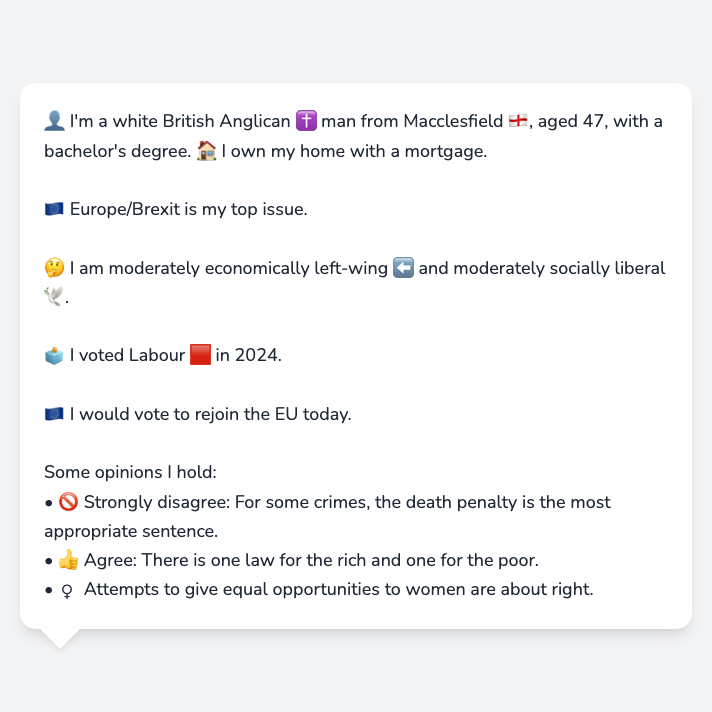 👤 I'm a white British Anglican ✝️ man from Macclesfield 🏴󠁧󠁢󠁥󠁮󠁧󠁿, aged 47, with a
bachelor's degree. 🏠 I own my home with a mortgage.
🇪🇺 Europe/Brexit is my top issue.
🤔 I am moderately economically left-wing ⬅️ and moderately socially liberal
🕊️.
🗳️ I voted Labour 🟥 in 2024.
🇪🇺 I would vote to rejoin the EU today.
Some opinions I hold:
• 🚫 Strongly disagree: For some crimes, the death penalty is the most
appropriate sentence.
• 👍 Agree: There is one law for the rich and one for the poor.
• ♀ Attempts to give equal opportunities to women are about right.